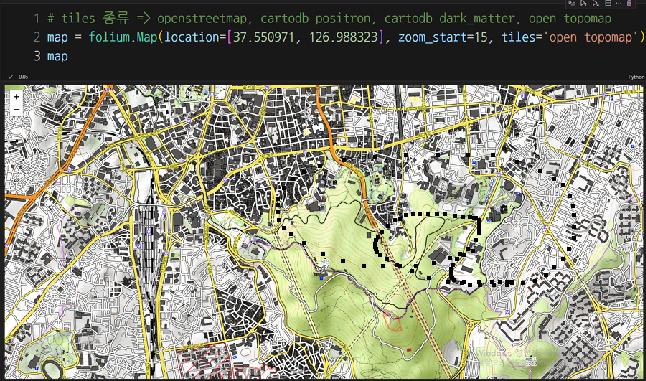 1 # tiles 종류 => openstreetmap, cartodb positron, cartodb dark_matter, open topomap
2 map = folium.Map(location=[37.550971, 126.988323], zoom_start=15, tiles='open topomap')
3 map
Python
+